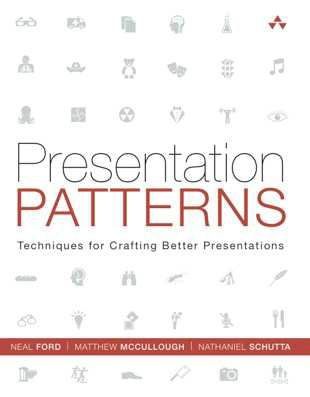 Presentation
PATTERNS
Techniques for Crafting Better Presentations
NEAL FORD | MATTHEW MCCULLOUGH | NATHANIEL SCHUTTA